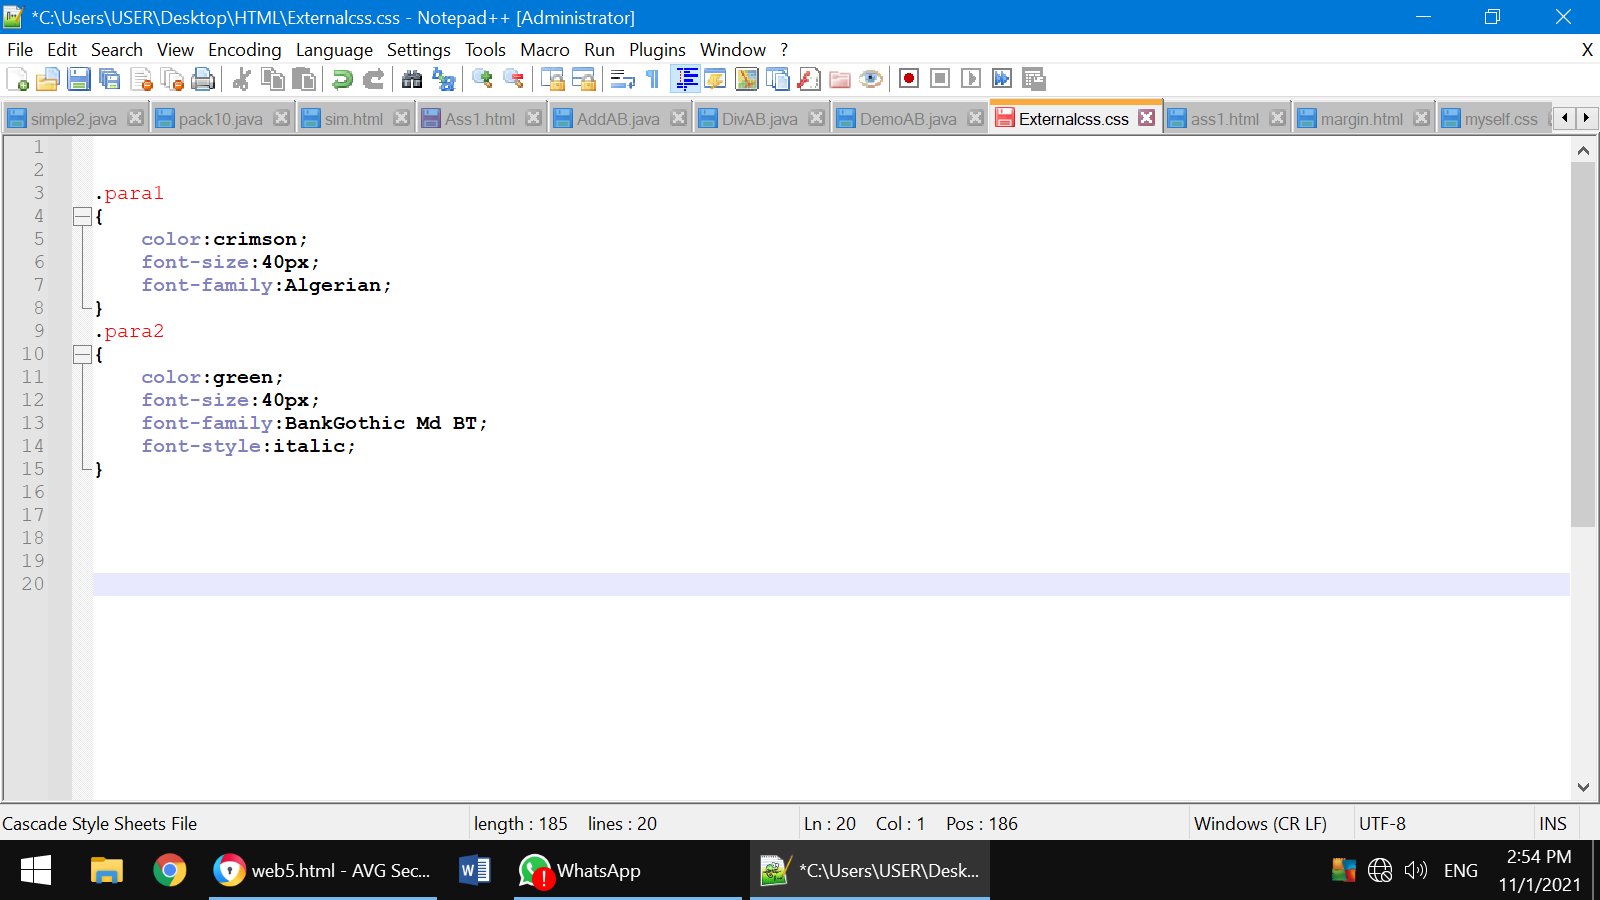 *C:\Users\USER\Desktop\HTML\Externalcss.css - Notepad++ [Administrator]
File Edit Search View Encoding Language Settings Tools Macro Run Plugins Window ? X
simple2.java pack10.java sim.html Ass1.html AddAB.java DivAB.java DemoAB.java Externalcss.css ass1.html margin.html myself.css
1
2
3 .para1
4 {
5 color:crimson;
6 font-size:40px;
7 font-family:Algerian;
8 }
9 .para2
10 {
11 color:green;
12 font-size:40px;
13 font-family:BankGothic Md BT;
14 font-style:italic;
15 }
16
17
18
19
20
Cascade Style Sheets File length : 185 lines : 20 Ln : 20 Col : 1 Pos : 186 Windows (CR LF) UTF-8 INS
web5.html - AVG Sec... WhatsApp *C:\Users\USER\Desk... ENG 2:54 PM
11/1/2021